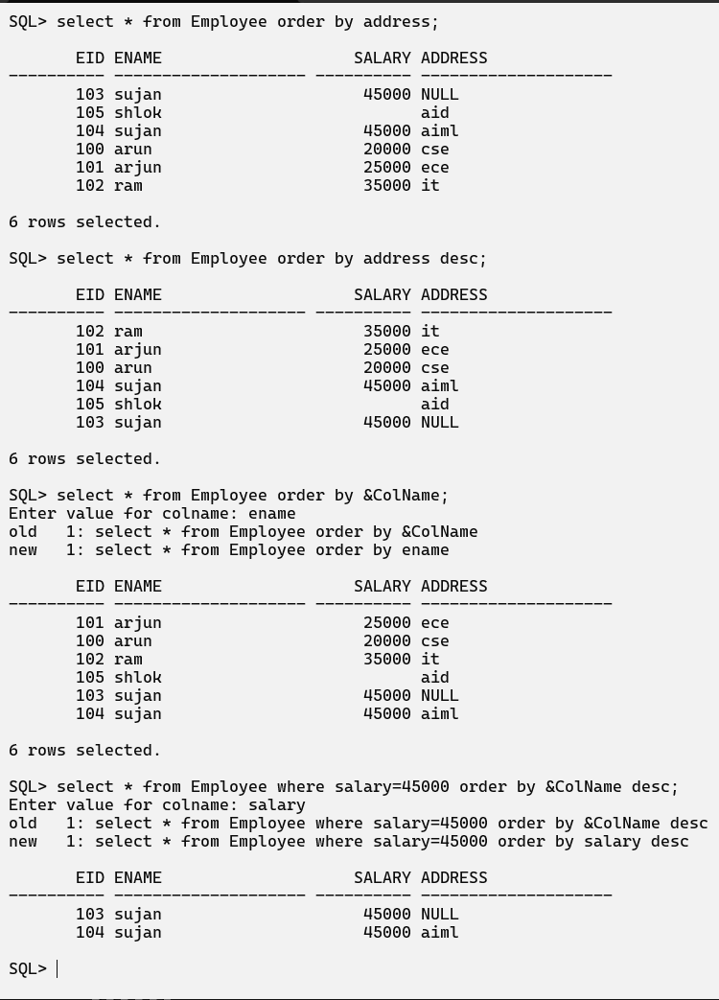 SQL> select * from Employee order by address;

       EID ENAME                    SALARY ADDRESS
---------- -------------------- ---------- --------------------
       103 sujan                     45000 NULL
       105 shlok                           aid
       104 sujan                     45000 aiml
       100 arun                      20000 cse
       101 arjun                     25000 ece
       102 ram                       35000 it

6 rows selected.

SQL> select * from Employee order by address desc;

       EID ENAME                    SALARY ADDRESS
---------- -------------------- ---------- --------------------
       102 ram                       35000 it
       101 arjun                     25000 ece
       100 arun                      20000 cse
       104 sujan                     45000 aiml
       105 shlok                           aid
       103 sujan                     45000 NULL

6 rows selected.

SQL> select * from Employee order by &ColName;
Enter value for colname: ename
old   1: select * from Employee order by &ColName
new   1: select * from Employee order by ename

       EID ENAME                    SALARY ADDRESS
---------- -------------------- ---------- --------------------
       101 arjun                     25000 ece
       100 arun                      20000 cse
       102 ram                       35000 it
       105 shlok                           aid
       103 sujan                     45000 NULL
       104 sujan                     45000 aiml

6 rows selected.

SQL> select * from Employee where salary=45000 order by &ColName desc;
Enter value for colname: salary
old   1: select * from Employee where salary=45000 order by &ColName desc
new   1: select * from Employee where salary=45000 order by salary desc

       EID ENAME                    SALARY ADDRESS
---------- -------------------- ---------- --------------------
       103 sujan                     45000 NULL
       104 sujan                     45000 aiml

SQL>